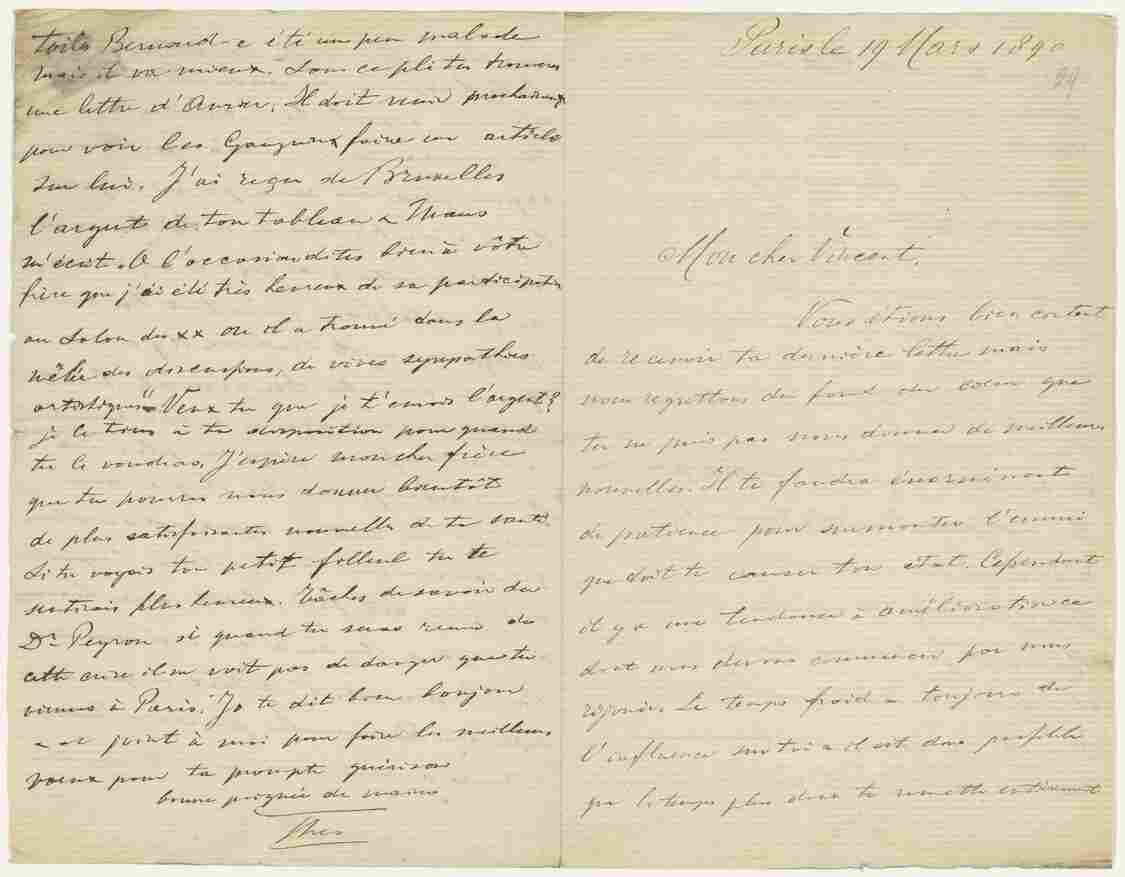 Paris le 19 Mars 1890
29
Mon cher Vincent,
Nous étions bien content
de recevoir ta dernière lettre mais
nous regrettons du fond du coeur que
tu ne puis pas nous donner de meilleures
nouvelles. Il te faudra énormément
de patience pour surmonter l'ennui
que doit te causer ton état. Cependant
il y a une tendance à amélioration ce
dont nous devons commencer par nous
réjouir. Le temps froid a toujours de
l'influence sur toi & il est donc possible
que le temps plus doux te remette entièrement
toiles Bernard a été un peu malade
mais il va mieux. Sous ce pli tu trouveras
une lettre d'Aurier. Il doit venir prochainement
pour voir les Gauguin & faire un article
sur lui. J'ai reçu de Bruxelles
l'argent de ton tableau & Maus
m'écrit. A l'occasion dites bien à vôtre
frère que j'ai été très heureux de sa participation
au Salon des XX où il a trouvé dans la
mêlée des discussions, de vives sympathies
artistiques" Veux tu que je t'envoie l'argent?
je le tiens à ta disposition pour quand
tu le voudras. J'espère mon cher frère
que tu pourras nous donner bientôt
de plus satisfaisantes nouvelles de ta santé.
Si tu voyais ton petit filleul tu te
sentirais plus heureux. Tâches de savoir du
Dr Peyron si quand tu seras remis de
cette crise il ne voit pas de danger que tu
viennes à Paris. Jo te dit bien bonjour
& se joint à moi pour faire les meilleurs
voeux pour ta prompte guérison
bonne poignée de mains
Theo